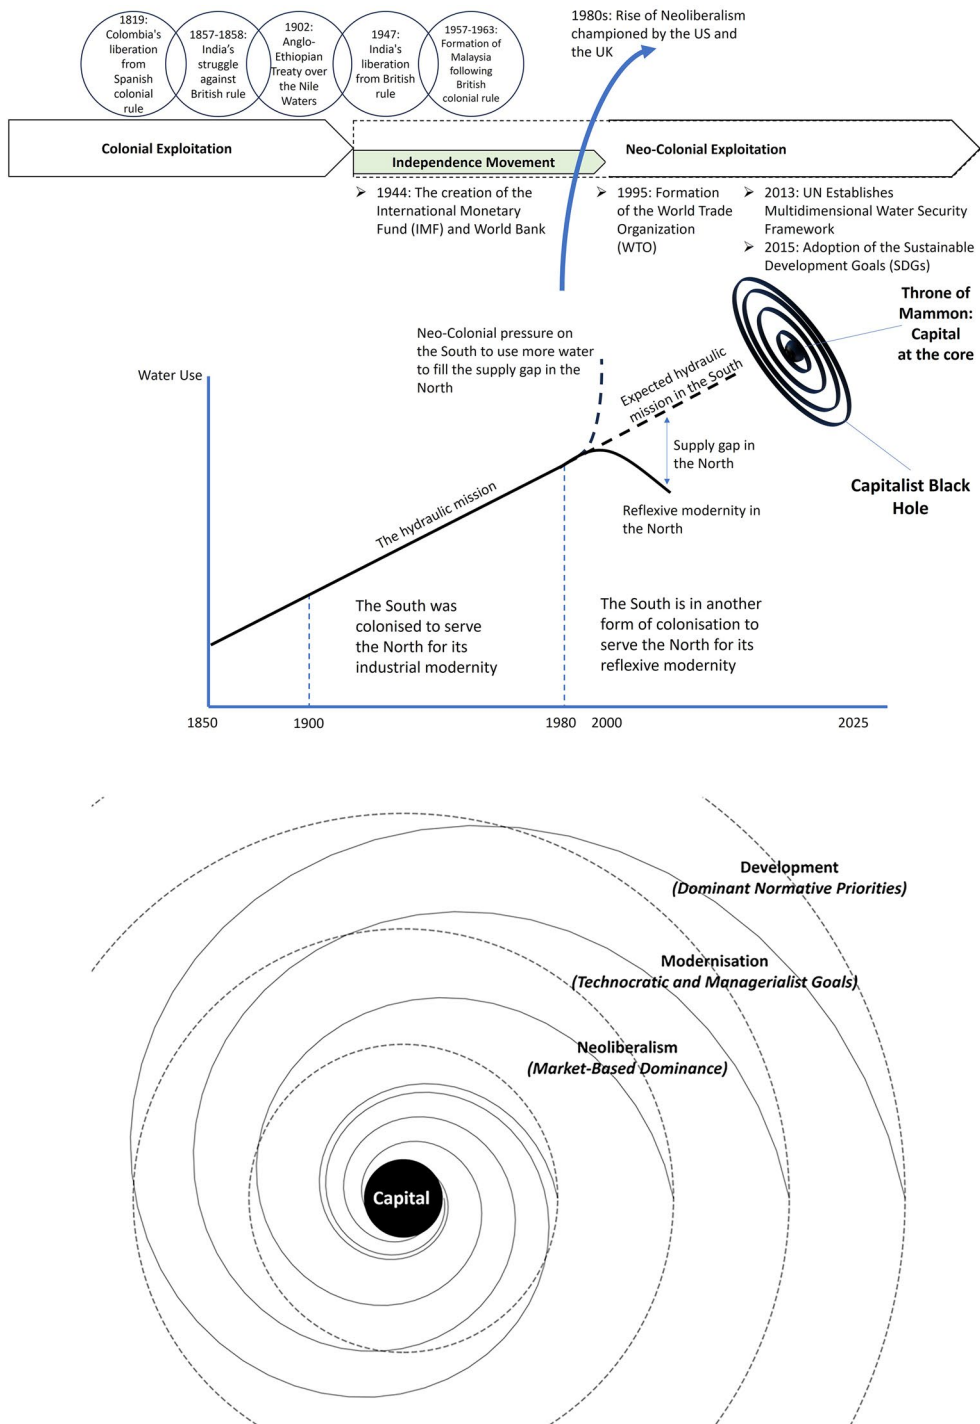 1819:
Colombia's
liberation
from
Spanish
colonial
rule
1857-1858:
India's
struggle
against
British rule
1902:
Anglo-
Ethiopian
Treaty over
the Nile
Waters
1947:
India's
liberation
from British
rule
1957-1963:
Formation of
Malaysia
following
British
colonial rule
1980s: Rise of Neoliberalism
championed by the US and
the UK
Colonial Exploitation
Independence Movement
Neo-Colonial Exploitation
➢ 1944: The creation of the
International Monetary
Fund (IMF) and World Bank
➢ 1995: Formation
of the World Trade
Organization
(WTO)
➢ 2013: UN Establishes
Multidimensional Water Security
Framework
➢ 2015: Adoption of the Sustainable
Development Goals (SDGs)
Throne of
Mammon:
Capital
at the core
Neo-Colonial pressure on
the South to use more water
to fill the supply gap in the
North
Water Use
Expected hydraulic
mission in the South
Supply gap in
the North
Capitalist Black
Hole
The hydraulic mission
Reflexive modernity in
the North
The South was
colonised to serve
the North for its
industrial modernity
The South is in another
form of colonisation to
serve the North for its
reflexive modernity
1850
1900
1980
2000
2025
Development
(Dominant Normative Priorities)
Modernisation
(Technocratic and Managerialist Goals)
Neoliberalism
(Market-Based Dominance)
Capital